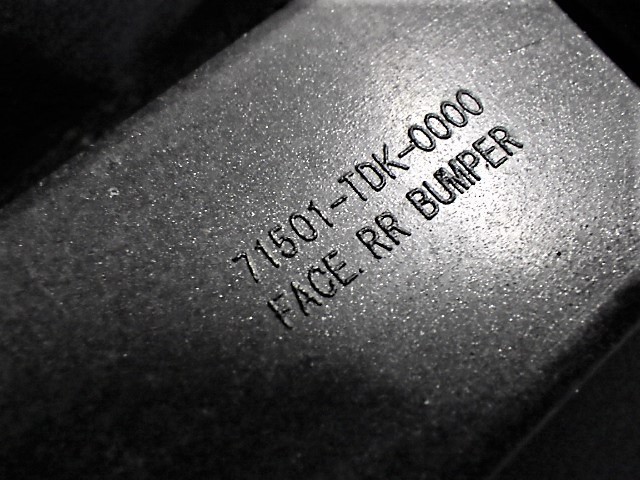 71501-TDK-0000
FACE. RR BUMPER